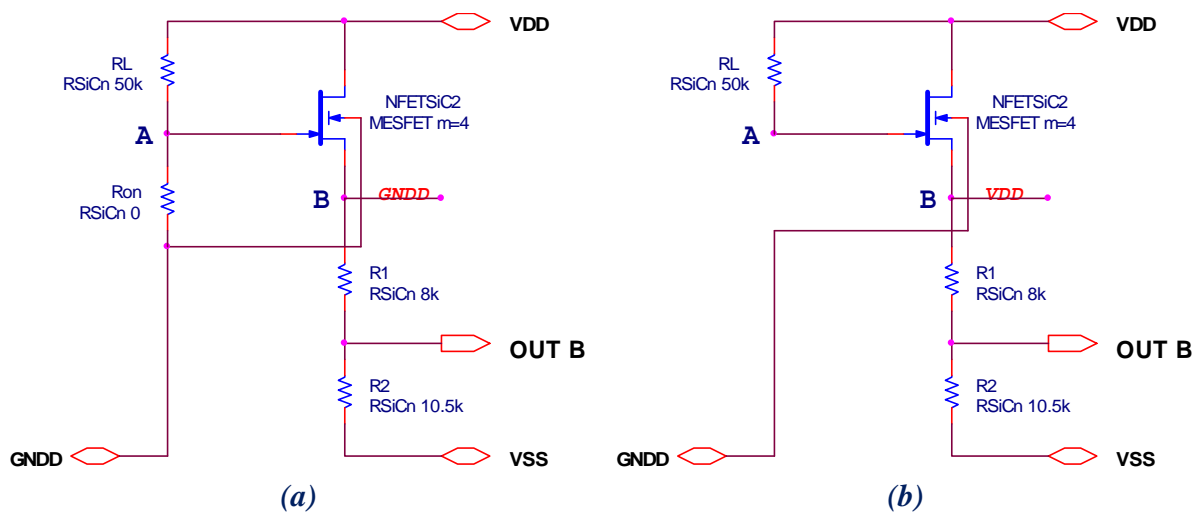 VDD
RL
RSiCn 50k
NFETSiC2
MESFET m=4
A
Ron
RSiCn 0
B
GNDD
R1
RSiCn 8k
OUT B
R2
RSiCn 10.5k
GNDD
VSS
(a)
VDD
RL
RSiCn 50k
NFETSiC2
MESFET m=4
A
B
VDD
R1
RSiCn 8k
OUT B
R2
RSiCn 10.5k
GNDD
VSS
(b)